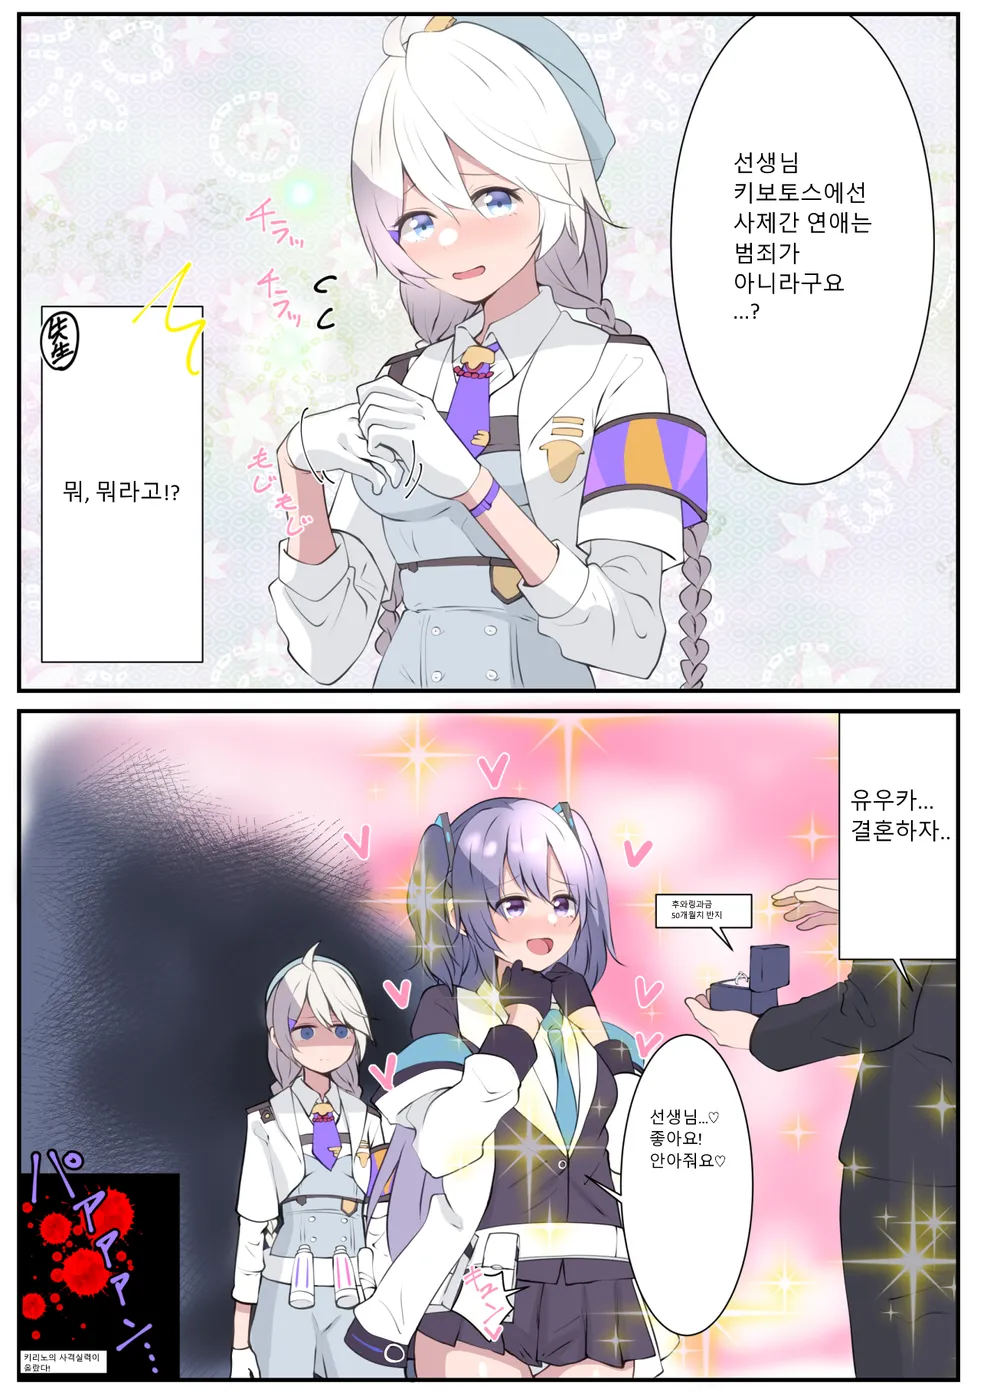 선생님
키보토스에선
사제간 연애는
범죄가
아니라구요
...?
チラッ
チラッ
先生
뭐, 뭐라고!?
もじもじ
유우카...
결혼하자..
후와링과금
50개월치 반지
선생님...♡
좋아요!
안아줘요♡
キュン
パァァァン...
키리노의 사격실력이
올랐다!